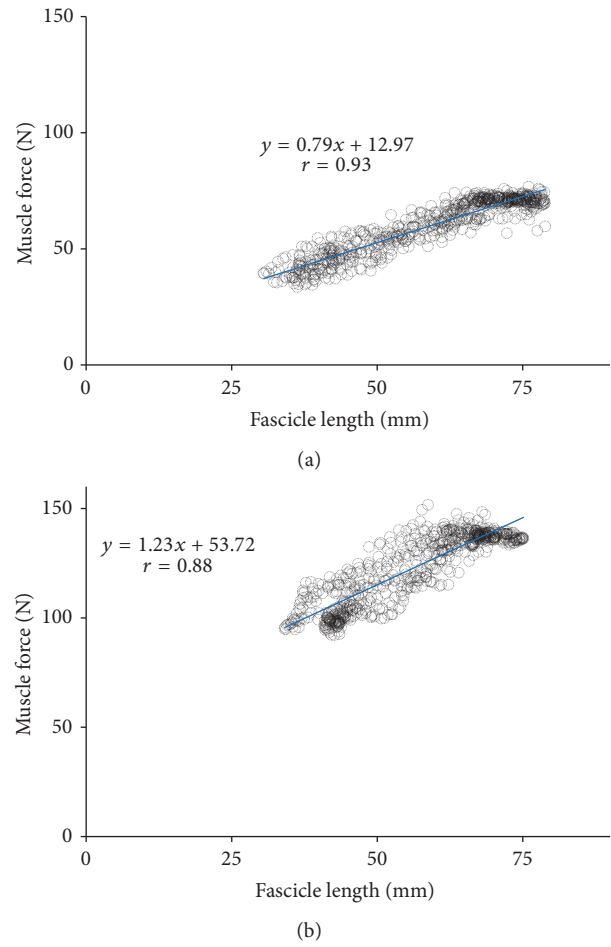 150
100
50
0
Muscle force (N)
y = 0.79x + 12.97
r = 0.93
0
25
50
75
Fascicle length (mm)
(a)
150
100
50
0
Muscle force (N)
y = 1.23x + 53.72
r = 0.88
0
25
50
75
Fascicle length (mm)
(b)